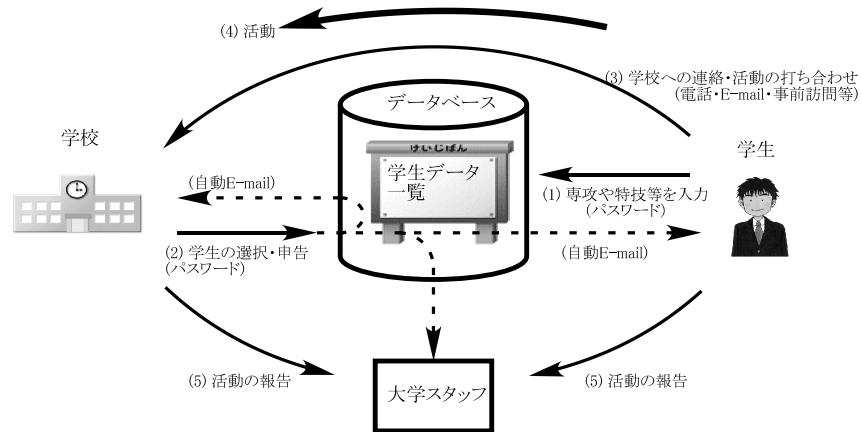 (4) 活動
(3) 学校への連絡・活動の打ち合わせ
(電話・E-mail・事前訪問等)
データベース
学校
学生
けいじばん
学生データ
一覧
(自動E-mail)
(1) 専攻や特技等を入力
(パスワード)
(2) 学生の選択・申告
(パスワード)
(自動E-mail)
(5) 活動の報告
(5) 活動の報告
大学スタッフ